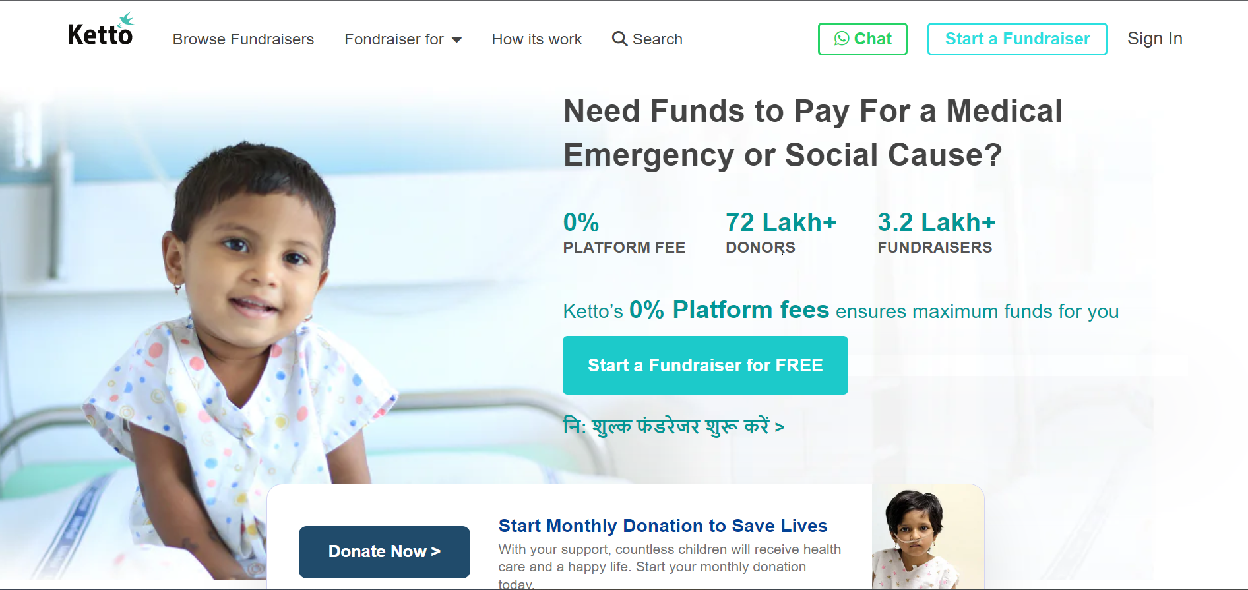 Ketto
Browse Fundraisers
Fondraiser for
How its work
Search
Chat
Start a Fundraiser
Sign In
Need Funds to Pay For a Medical
Emergency or Social Cause?
0%
PLATFORM FEE
72 Lakh+
DONORS
3.2 Lakh+
FUNDRAISERS
Ketto's 0% Platform fees ensures maximum funds for you
Start a Fundraiser for FREE
नि: शुल्क फंडरेजर शुरू करें >
Donate Now >
Start Monthly Donation to Save Lives
With your support, countless children will receive health
care and a happy life. Start your monthly donation
today.